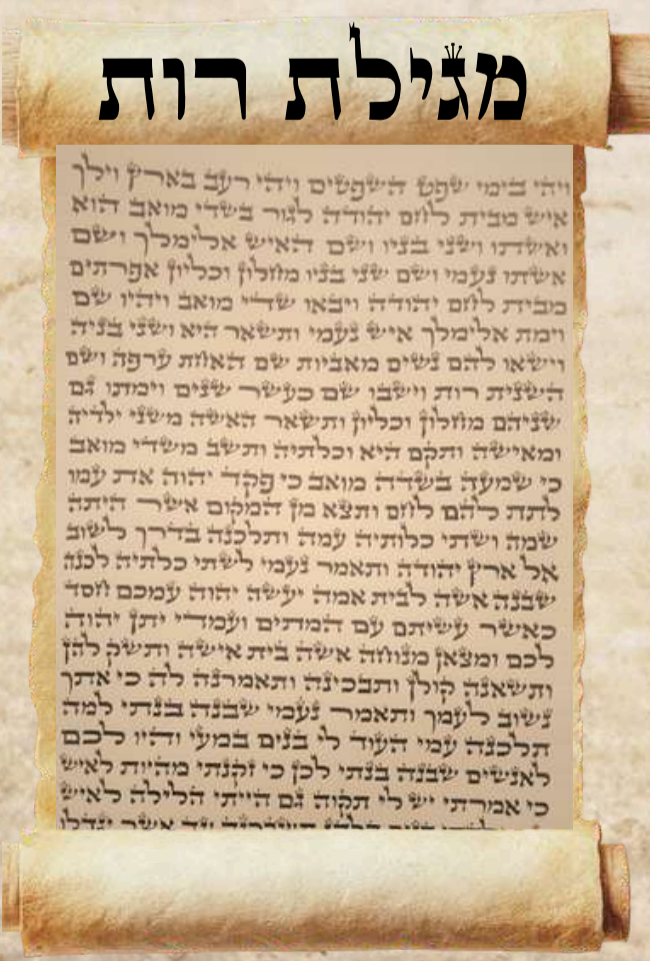 מגילת רות
ויהי בימי שפט השפטים ויהי רעב בארץ וילך
איש מבית לחם יהודה לגור בשדי מואב הוא
ואשתו ושני בניו ושם האיש אלימלך ושם
אשתו נעמי ושם שני בניו מחלון וכליון אפרתים
מבית לחם יהודה ויבאו שדי מואב ויהיו שם
וימת אלימלך איש נעמי ותשאר היא ושני בניה
וישאו להם נשים מאביות שם האחת ערפה ושם
השנית רות וישבו שם כעשר שנים וימתו גם
שניהם מחלון וכליון ותשאר האשה משני ילדיה
ומאישה ותקם היא וכלתיה ותשב משדי מואב
כי שמעה בשדה מואב כי פקד יהוה את עמו
לתת להם לחם ותצא מן המקום אשר היתה
שמה ושתי כלותיה עמה ותלכנה בדרך לשוב
אל ארץ יהודה ותאמר נעמי לשתי כלתיה לכנה
שבנה אשה לבית אמה יעשה יהוה עמכם חסד
כאשר עשיתם עם המתים ועמדי יתן יהוה
לכם ומצאן מנוחה אשה בית אישה ותשק להן
ותשאנה קולן ותבכינה ותאמרנה לה כי אתך
נשוב לעמך ותאמר נעמי שבנה בנתי למה
תלכנה עמי העוד לי בנים במעי והיו לכם
לאנשים שבנה בנתי לכן כי זקנתי מהיות לאיש
כי אמרתי יש לי תקוה גם הייתי הלילה לאיש